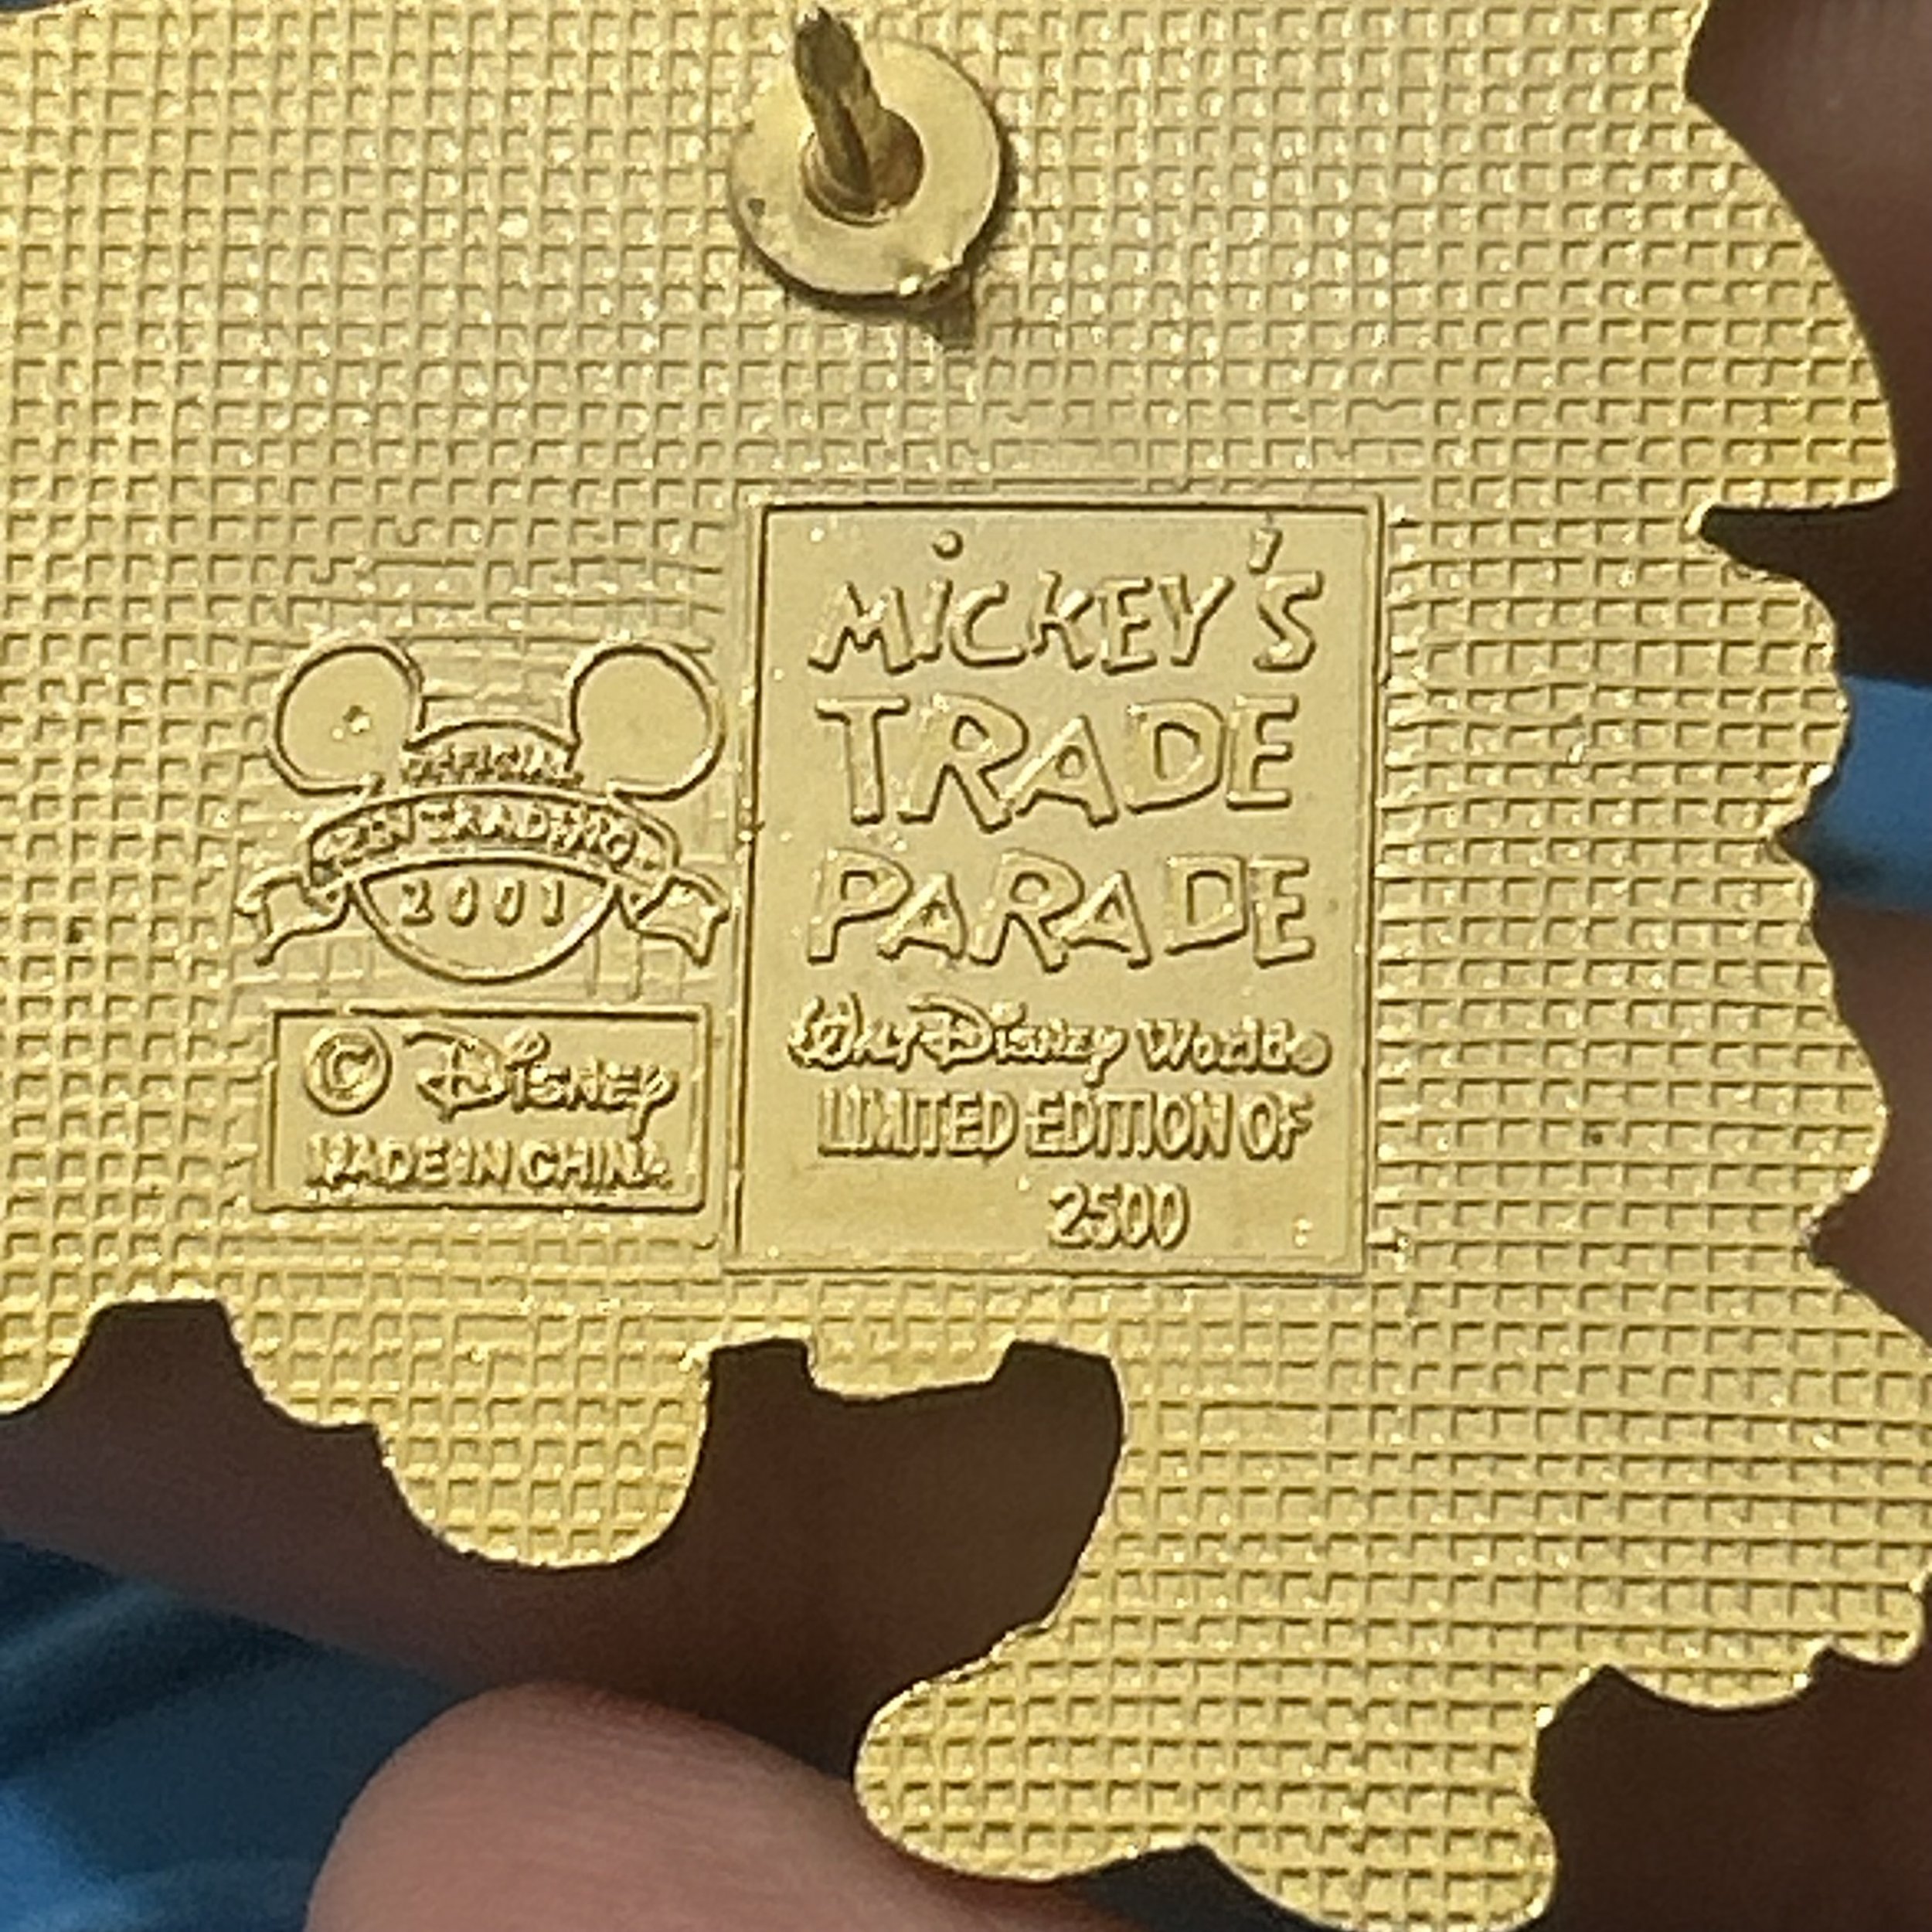 OFFICIAL
PIN TRADING
2001
© Disney
MADE IN CHINA
MiCKEY'S
TRADE
PARADE
Walt Disney World®
LIMITED EDITION OF
2500